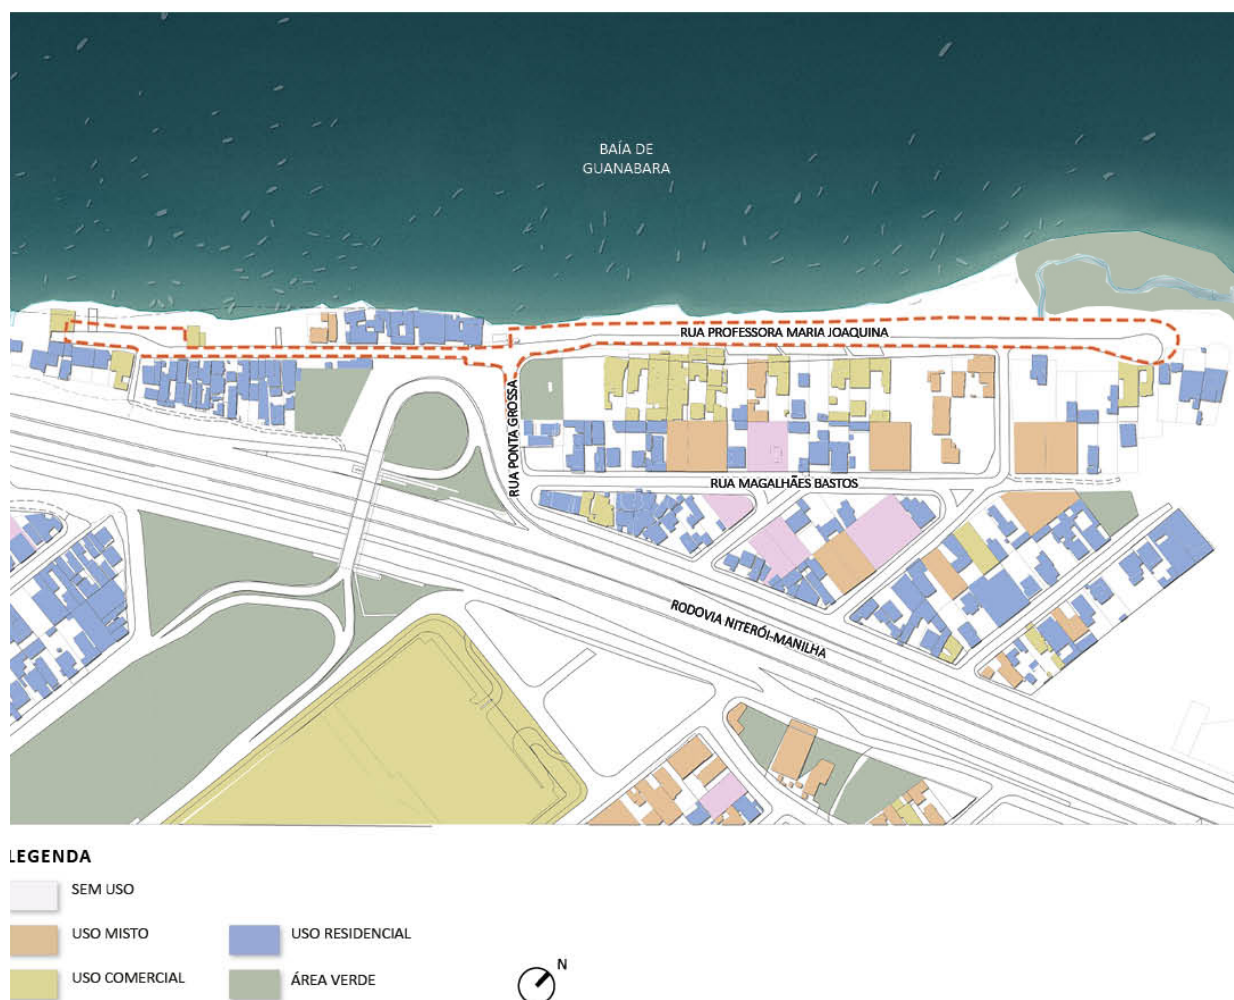 BAÍA DE
GUANABARA
RUA PROFESSORA MARIA JOAQUINA
RUA PONTA GROSSA
RUA MAGALHÃES BASTOS
RODOVIA NITERÓI-MANILHA
LEGENDA
SEM USO
USO MISTO
USO RESIDENCIAL
USO COMERCIAL
ÁREA VERDE
N